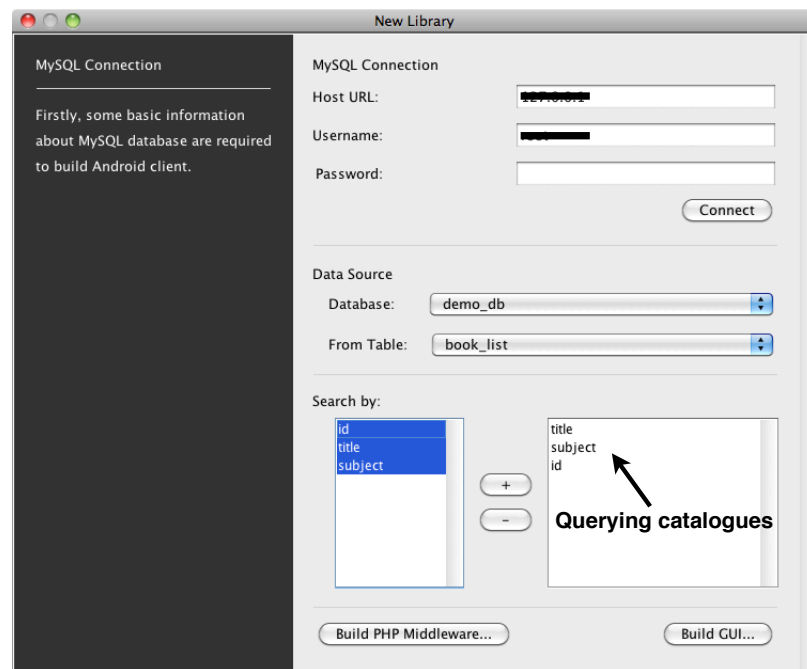 New Library
MySQL Connection
Firstly, some basic information
about MySQL database are required
to build Android client.
MySQL Connection
Host URL:
Username:
Password:
Connect
Data Source
Database: demo_db
From Table: book_list
Search by:
id
title
subject
+
-
title
subject
id
Querying catalogues
Build PHP Middleware...
Build GUI...